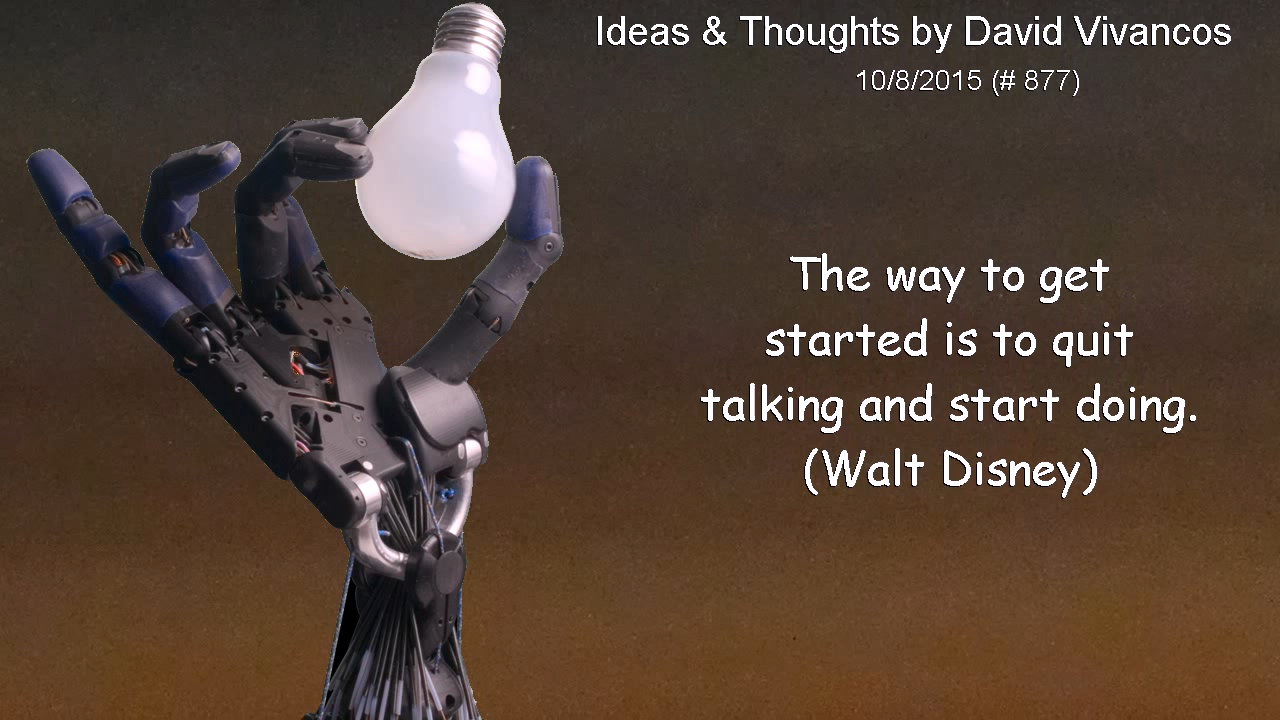 Ideas & Thoughts by David Vivancos
10/8/2015 (# 877)
The way to get
started is to quit
talking and start doing.
(Walt Disney)